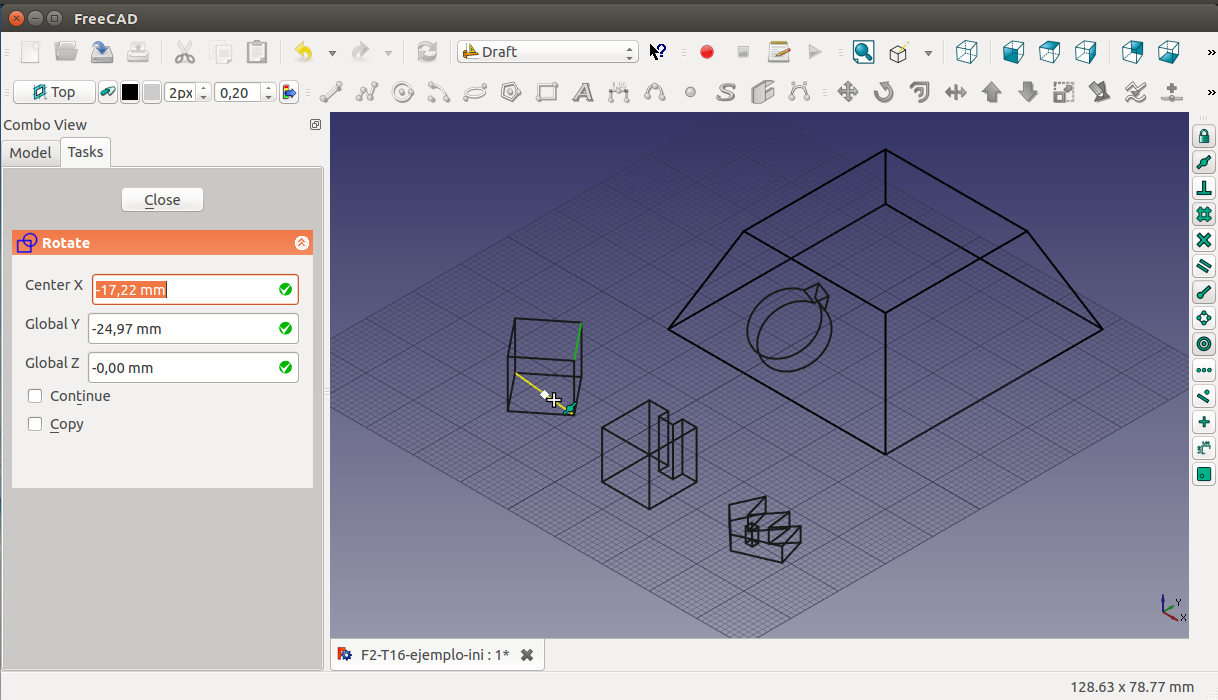 FreeCAD
Draft
Top
2px
0,20
Combo View
Model
Tasks
Close
Rotate
Center X
-17,22 mm
Global Y
-24,97 mm
Global Z
-0,00 mm
Continue
Copy
Y
X
F2-T16-ejemplo-ini : 1*
128.63 x 78.77 mm